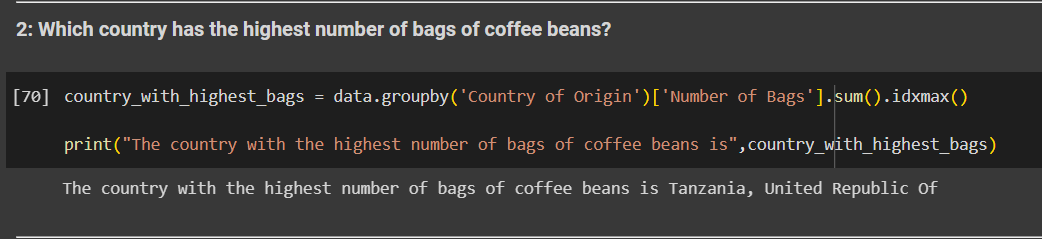 2: Which country has the highest number of bags of coffee beans?
[70] country_with_highest_bags = data.groupby('Country of Origin')['Number of Bags'].sum().idxmax()
print("The country with the highest number of bags of coffee beans is",country_with_highest_bags)
The country with the highest number of bags of coffee beans is Tanzania, United Republic Of